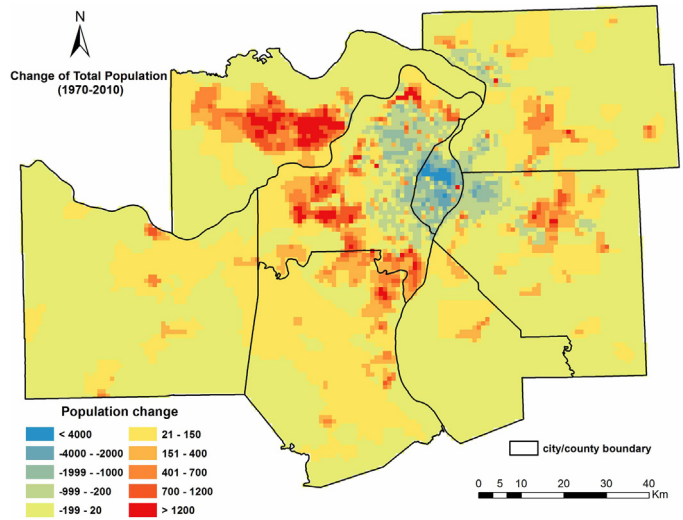 N
Change of Total Population
(1970-2010)
Population change
< 4000
-4000 - -2000
-1999 - -1000
-999 - -200
-199 - 20
21 - 150
151 - 400
401 - 700
700 - 1200
> 1200
city/county boundary
0 5 10 20 30 40
Km